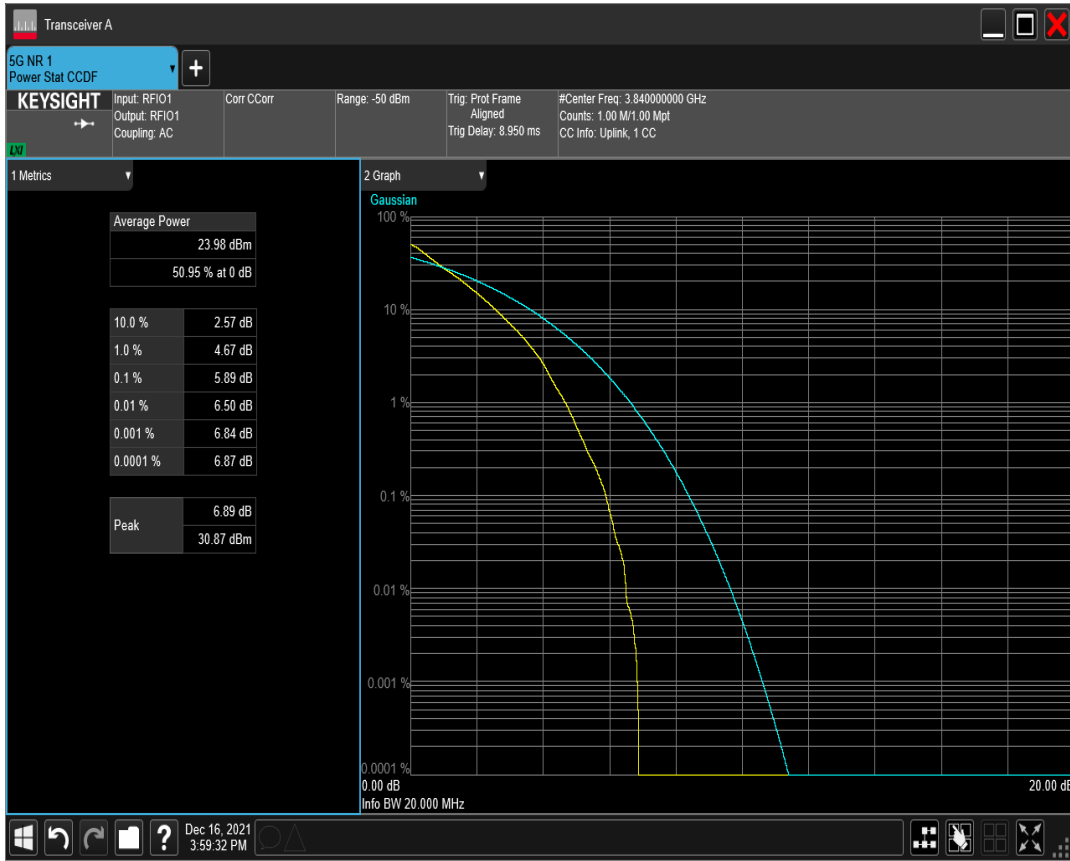 Transceiver A
5G NR 1
Power Stat CCDF
KEYSIGHT
LXI
Input: RFIO1
Output: RFIO1
Coupling: AC
Corr CCorr
Range: -50 dBm
Trig: Prot Frame
Aligned
Trig Delay: 8.950 ms
#Center Freq: 3.840000000 GHz
Counts: 1.00 M/1.00 Mpt
CC Info: Uplink, 1 CC
1 Metrics
Average Power
23.98 dBm
50.95 % at 0 dB
10.0 % 2.57 dB
1.0 % 4.67 dB
0.1 % 5.89 dB
0.01 % 6.50 dB
0.001 % 6.84 dB
0.0001 % 6.87 dB
Peak
6.89 dB
30.87 dBm
2 Graph
Gaussian
100 %
10 %
1 %
0.1 %
0.01 %
0.001 %
0.0001 %
0.00 dB 20.00 dB
Info BW 20.000 MHz
? Dec 16, 2021
3:59:32 PM